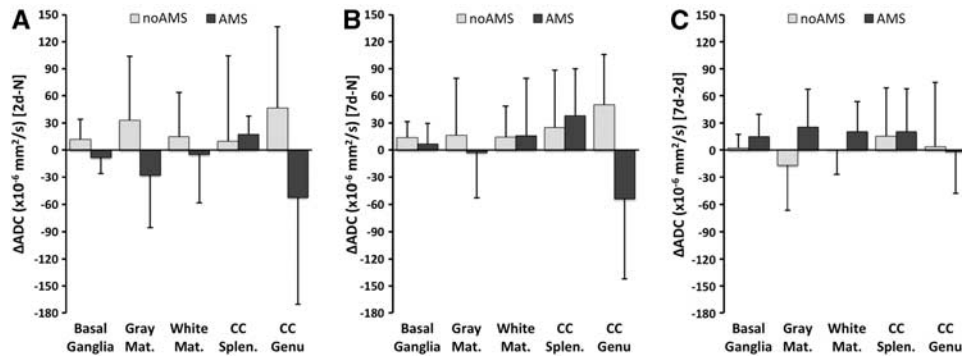 A
noAMS AMS
ΔADC (x10⁻⁶ mm²/s) [2d-N]
150
120
90
60
30
0
-30
-60
-90
-120
-150
-180
Basal Gray White CC CC
Ganglia Mat. Mat. Splen. Genu
B
noAMS AMS
ΔADC (x10⁻⁶ mm²/s) [7d-N]
150
120
90
60
30
0
-30
-60
-90
-120
-150
-180
Basal Gray White CC CC
Ganglia Mat. Mat. Splen. Genu
C
noAMS AMS
ΔADC (x10⁻⁶ mm²/s) [7d-2d]
150
120
90
60
30
0
-30
-60
-90
-120
-150
-180
Basal Gray White CC CC
Ganglia Mat. Mat. Splen. Genu